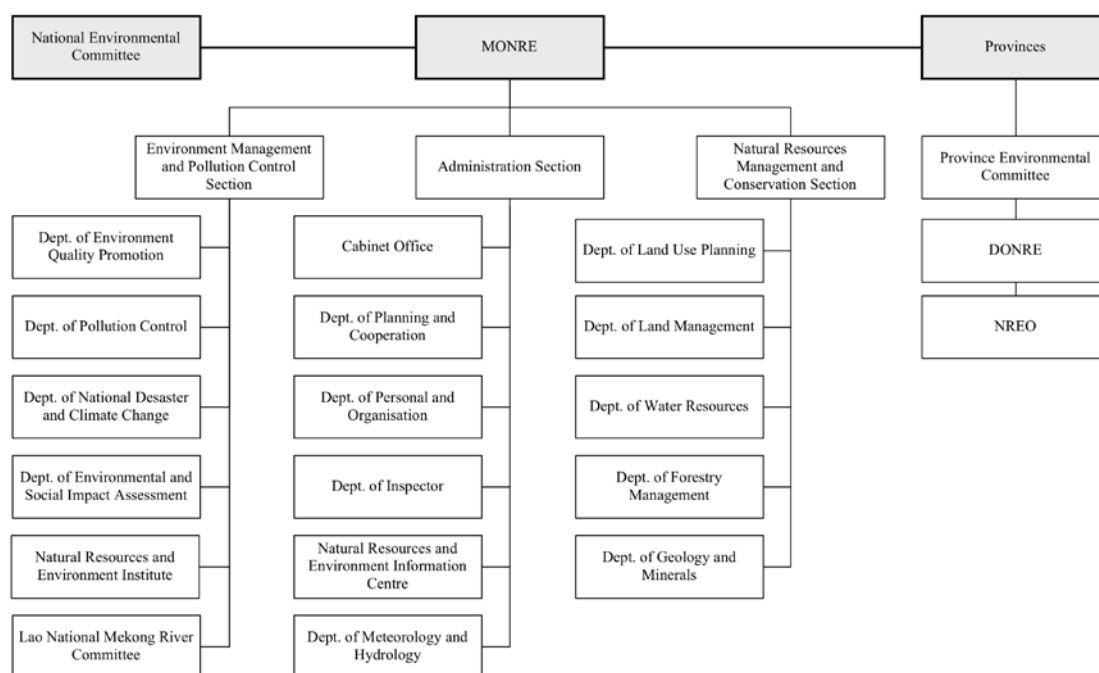 National Environmental
Committee
MONRE
Provinces
Environment Management
and Pollution Control
Section
Administration Section
Natural Resources
Management and
Conservation Section
Province Environmental
Committee
Dept. of Environment
Quality Promotion
Cabinet Office
Dept. of Land Use Planning
DONRE
Dept. of Pollution Control
Dept. of Planning and
Cooperation
Dept. of Land Management
NREO
Dept. of National Desaster
and Climate Change
Dept. of Personal and
Organisation
Dept. of Water Resources
Dept. of Environmental and
Social Impact Assessment
Dept. of Inspector
Dept. of Forestry
Management
Natural Resources and
Environment Institute
Natural Resources and
Environment Information
Centre
Dept. of Geology and
Minerals
Lao National Mekong River
Committee
Dept. of Meteorology and
Hydrology